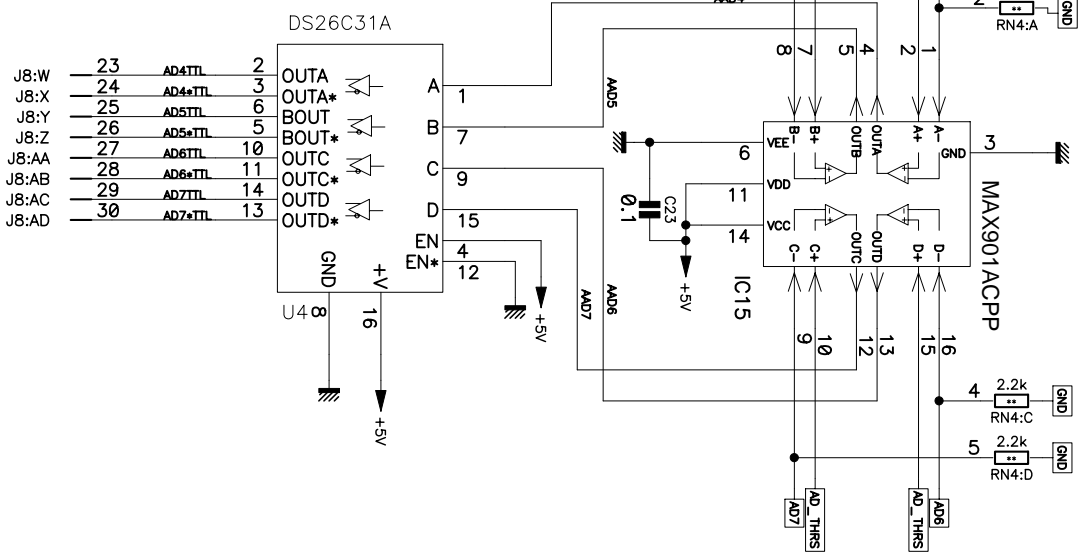 AAD4
2
RN4:A
GND
DS26C31A
J8:W 23 AD4TTL 2 OUTA
J8:X 24 AD4*TTL 3 OUTA*
J8:Y 25 AD5TTL 6 BOUT
J8:Z 26 AD5*TTL 5 BOUT*
J8:AA 27 AD6TTL 10 OUTC
J8:AB 28 AD6*TTL 11 OUTC*
J8:AC 29 AD7TTL 14 OUTD
J8:AD 30 AD7*TTL 13 OUTD*
A 1
B 7
C 9
D 15
EN 4
EN* 12
GND
+V
U4 8
16
+5V
+5V
AAD5
AAD7
AAD6
8 7 5 4 2 1
B- B+ OUTB OUTA A+ A-
6 VEE
GND 3
11 VDD
14 VCC
C23
0.1
+5V
C- C+ OUTC OUTD D+ D-
IC15
MAX901ACPP
9 10 12 13 15 16
4 2.2k
**
RN4:C
GND
5 2.2k
**
RN4:D
GND
AD7
AD_THRS
AD_THRS
AD6